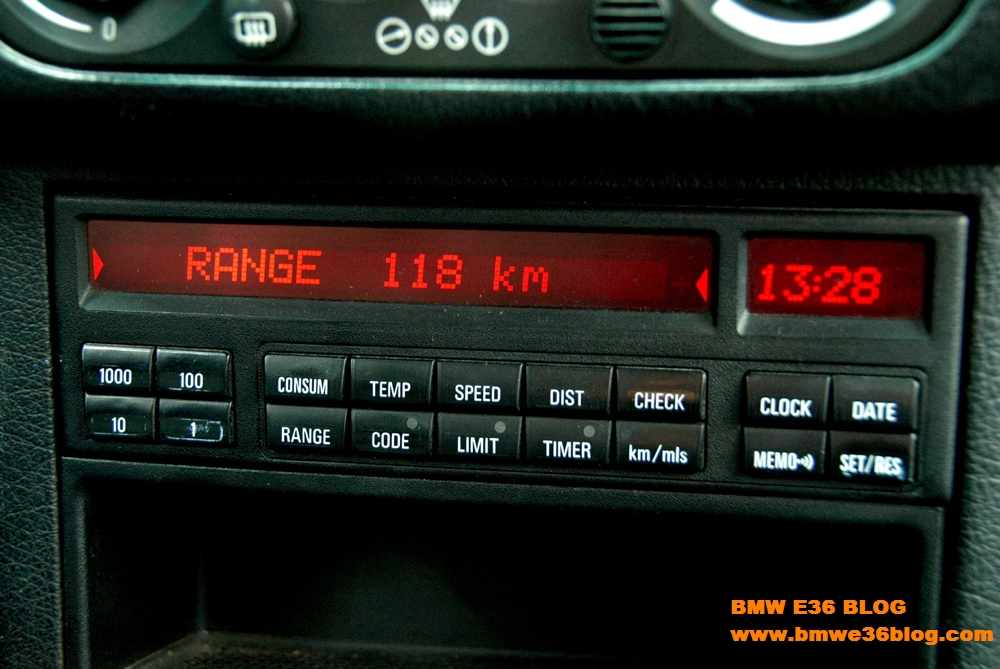 0
RANGE 118 km
13:28
1000 100
10 1
CONSUM TEMP SPEED DIST CHECK
RANGE CODE LIMIT TIMER km/mls
CLOCK DATE
MEMO SET/RES
BMW E36 BLOG
www.bmwe36blog.com